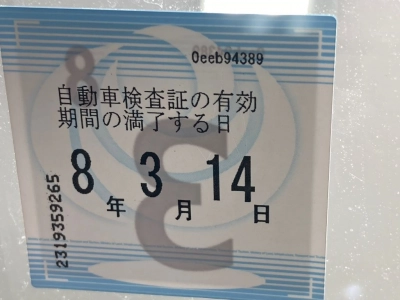 0eeb94389
自動車検査証の有効
期間の満了する日
8年3月14日
2319359265